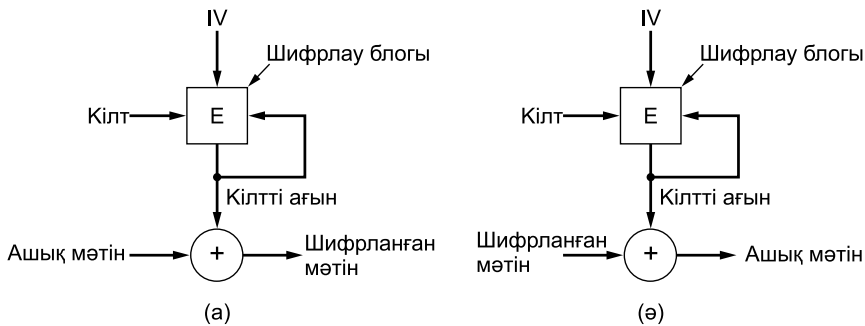 IV
Шифрлау блогы
Кілт
E
Кілтті ағын
Ашық мәтін
+
Шифрланған
мәтін
(а)
IV
Шифрлау блогы
Кілт
E
Кілтті ағын
Шифрланған
мәтін
+
Ашық мәтін
(ә)